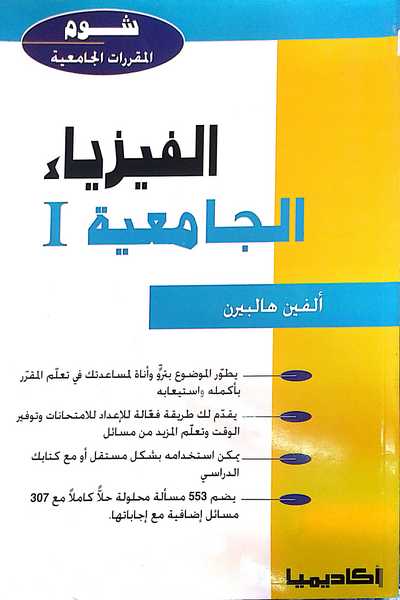 شوم
المقررات الجامعية
الفيزياء
الجامعية I
ألفين هالبيرن
يطوّر الموضوع بتروٍّ وأناة لمساعدتك في تعلّم المقرّر
بأكمله واستيعابه
يقدّم لك طريقة فعّالة للإعداد للامتحانات وتوفير
الوقت وتعلّم المزيد من مسائل
يمكن استخدامه بشكل مستقل أو مع كتابك
الدراسي
يضم 553 مسألة محلولة حلاً كاملاً مع 307
مسائل إضافية مع إجاباتها.
أكاديميا